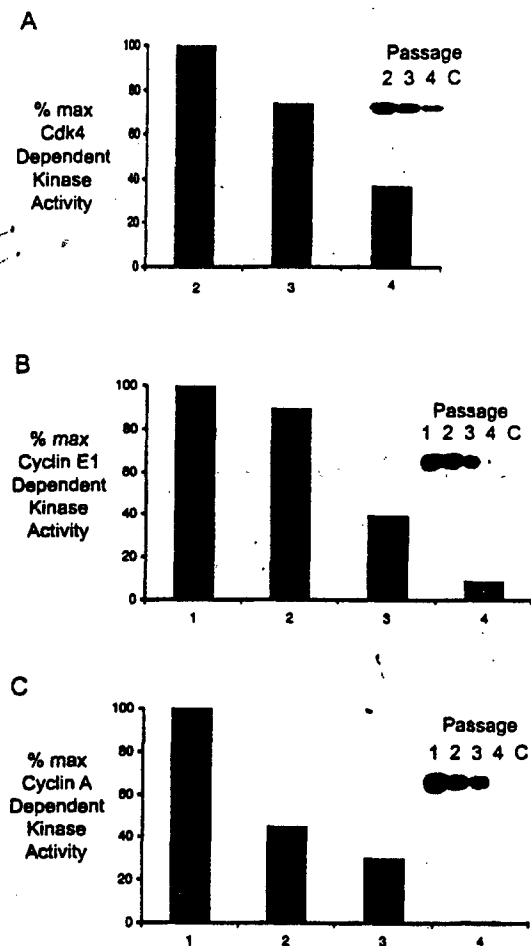 A
% max
Cdk4
Dependent
Kinase
Activity
100
80
60
40
20
0
2 3 4
Passage
2 3 4 C
B
% max
Cyclin E1
Dependent
Kinase
Activity
100
80
60
40
20
0
1 2 3 4
Passage
1 2 3 4 C
C
% max
Cyclin A
Dependent
Kinase
Activity
100
80
60
40
20
0
1 2 3 4
Passage
1 2 3 4 C